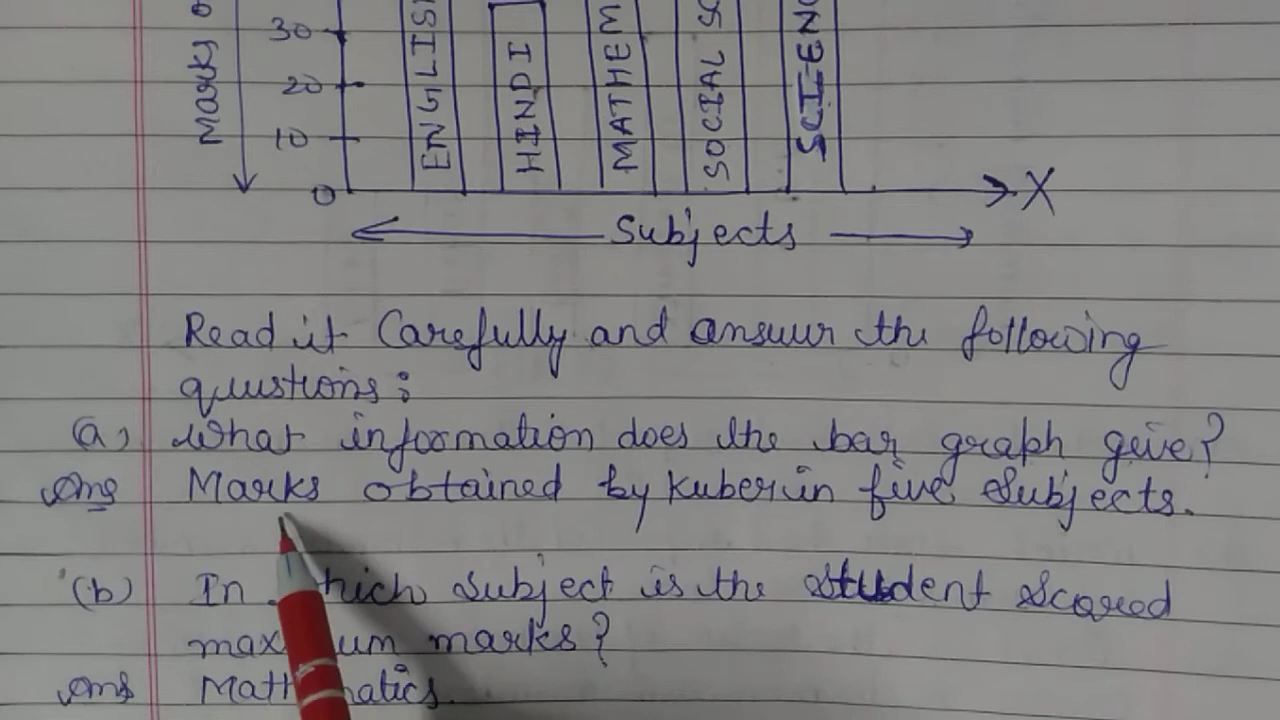 Marks o
30
20
10
0
ENGLIS
HINDI
MATHEM
SOCIAL SC
SCIENC
X
Subjects
Read it Carefully and answer the following
questions:
(a) What information does the bar graph give?
Ans Marks obtained by Kuber in five Subjects.
(b) In which subject is the student scored
maximum marks?
Ans Mathematics.